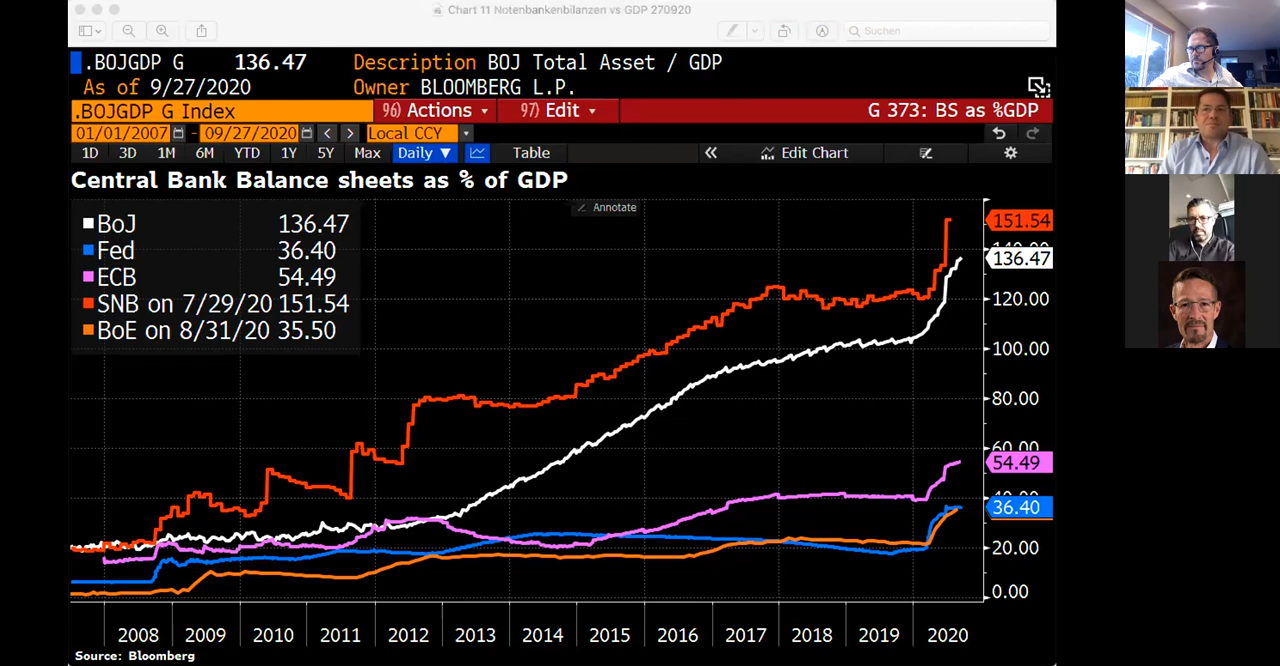 Chart 11 Notenbankenbilanzen vs GDP 270920
Suchen
.BOJGDP G 136.47 Description BOJ Total Asset / GDP
As of 9/27/2020 Owner BLOOMBERG L.P.
.BOJGDP G Index 96) Actions 97) Edit G 373: BS as %GDP
01/01/2007 - 09/27/2020 Local CCY
1D 3D 1M 6M YTD 1Y 5Y Max Daily Table Edit Chart
Central Bank Balance sheets as % of GDP
Annotate
BoJ 136.47
Fed 36.40
ECB 54.49
SNB on 7/29/20 151.54
BoE on 8/31/20 35.50
151.54
140.00
136.47
120.00
100.00
80.00
60.00
54.49
40.00
36.40
20.00
0.00
2008 2009 2010 2011 2012 2013 2014 2015 2016 2017 2018 2019 2020
Source: Bloomberg